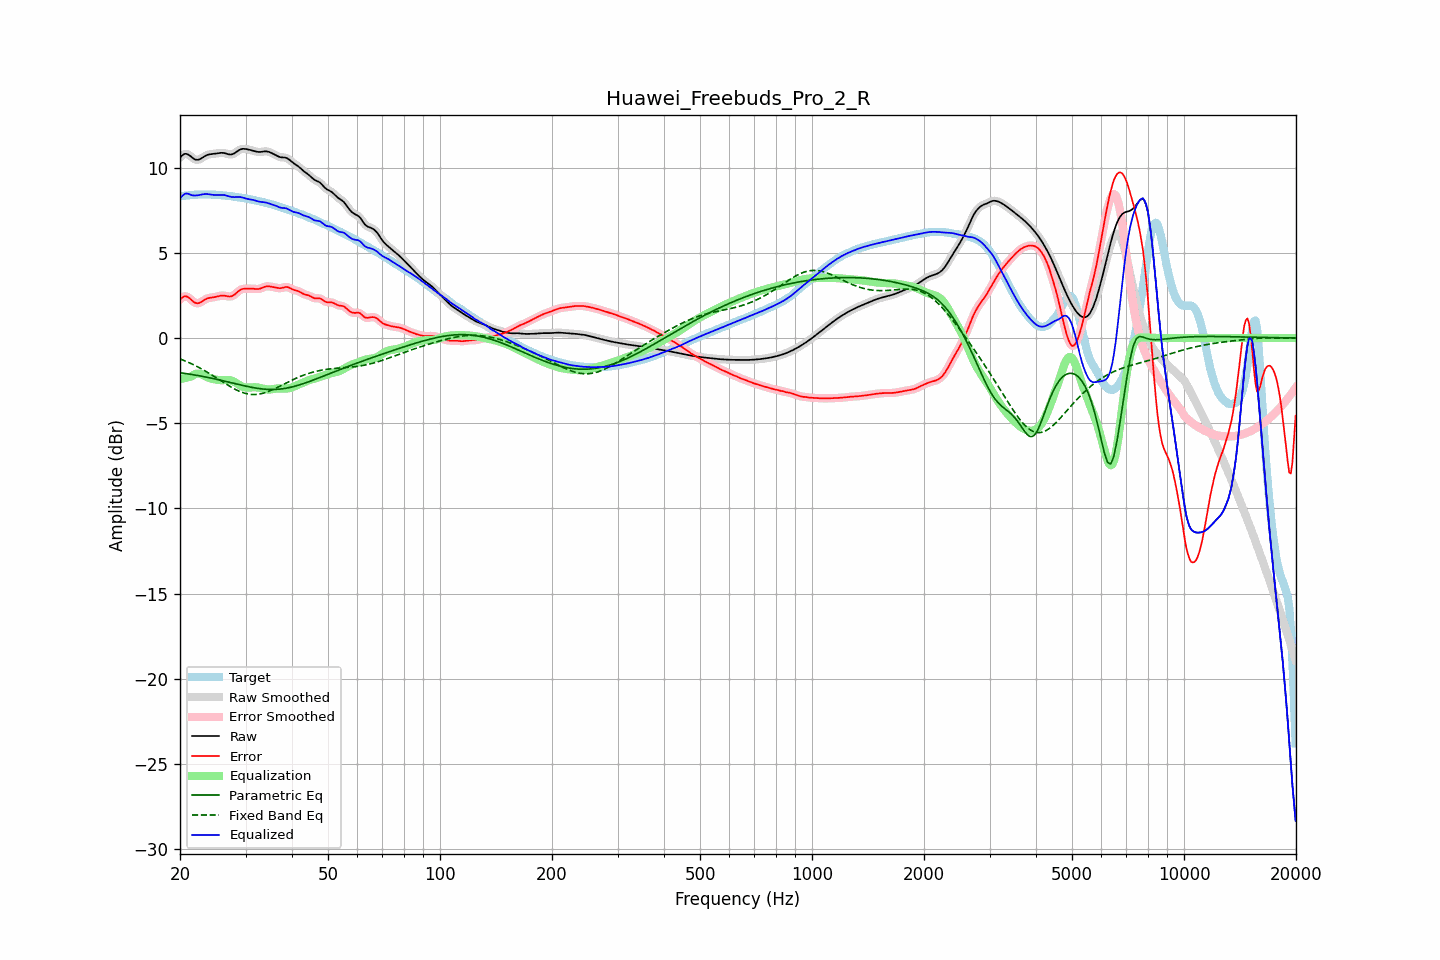 Huawei_Freebuds_Pro_2_R
Amplitude (dBr)
10
5
0
−5
−10
−15
−20
−25
−30
Target
Raw Smoothed
Error Smoothed
Raw
Error
Equalization
Parametric Eq
Fixed Band Eq
Equalized
20
50
100
200
500
1000
2000
5000
10000
20000
Frequency (Hz)